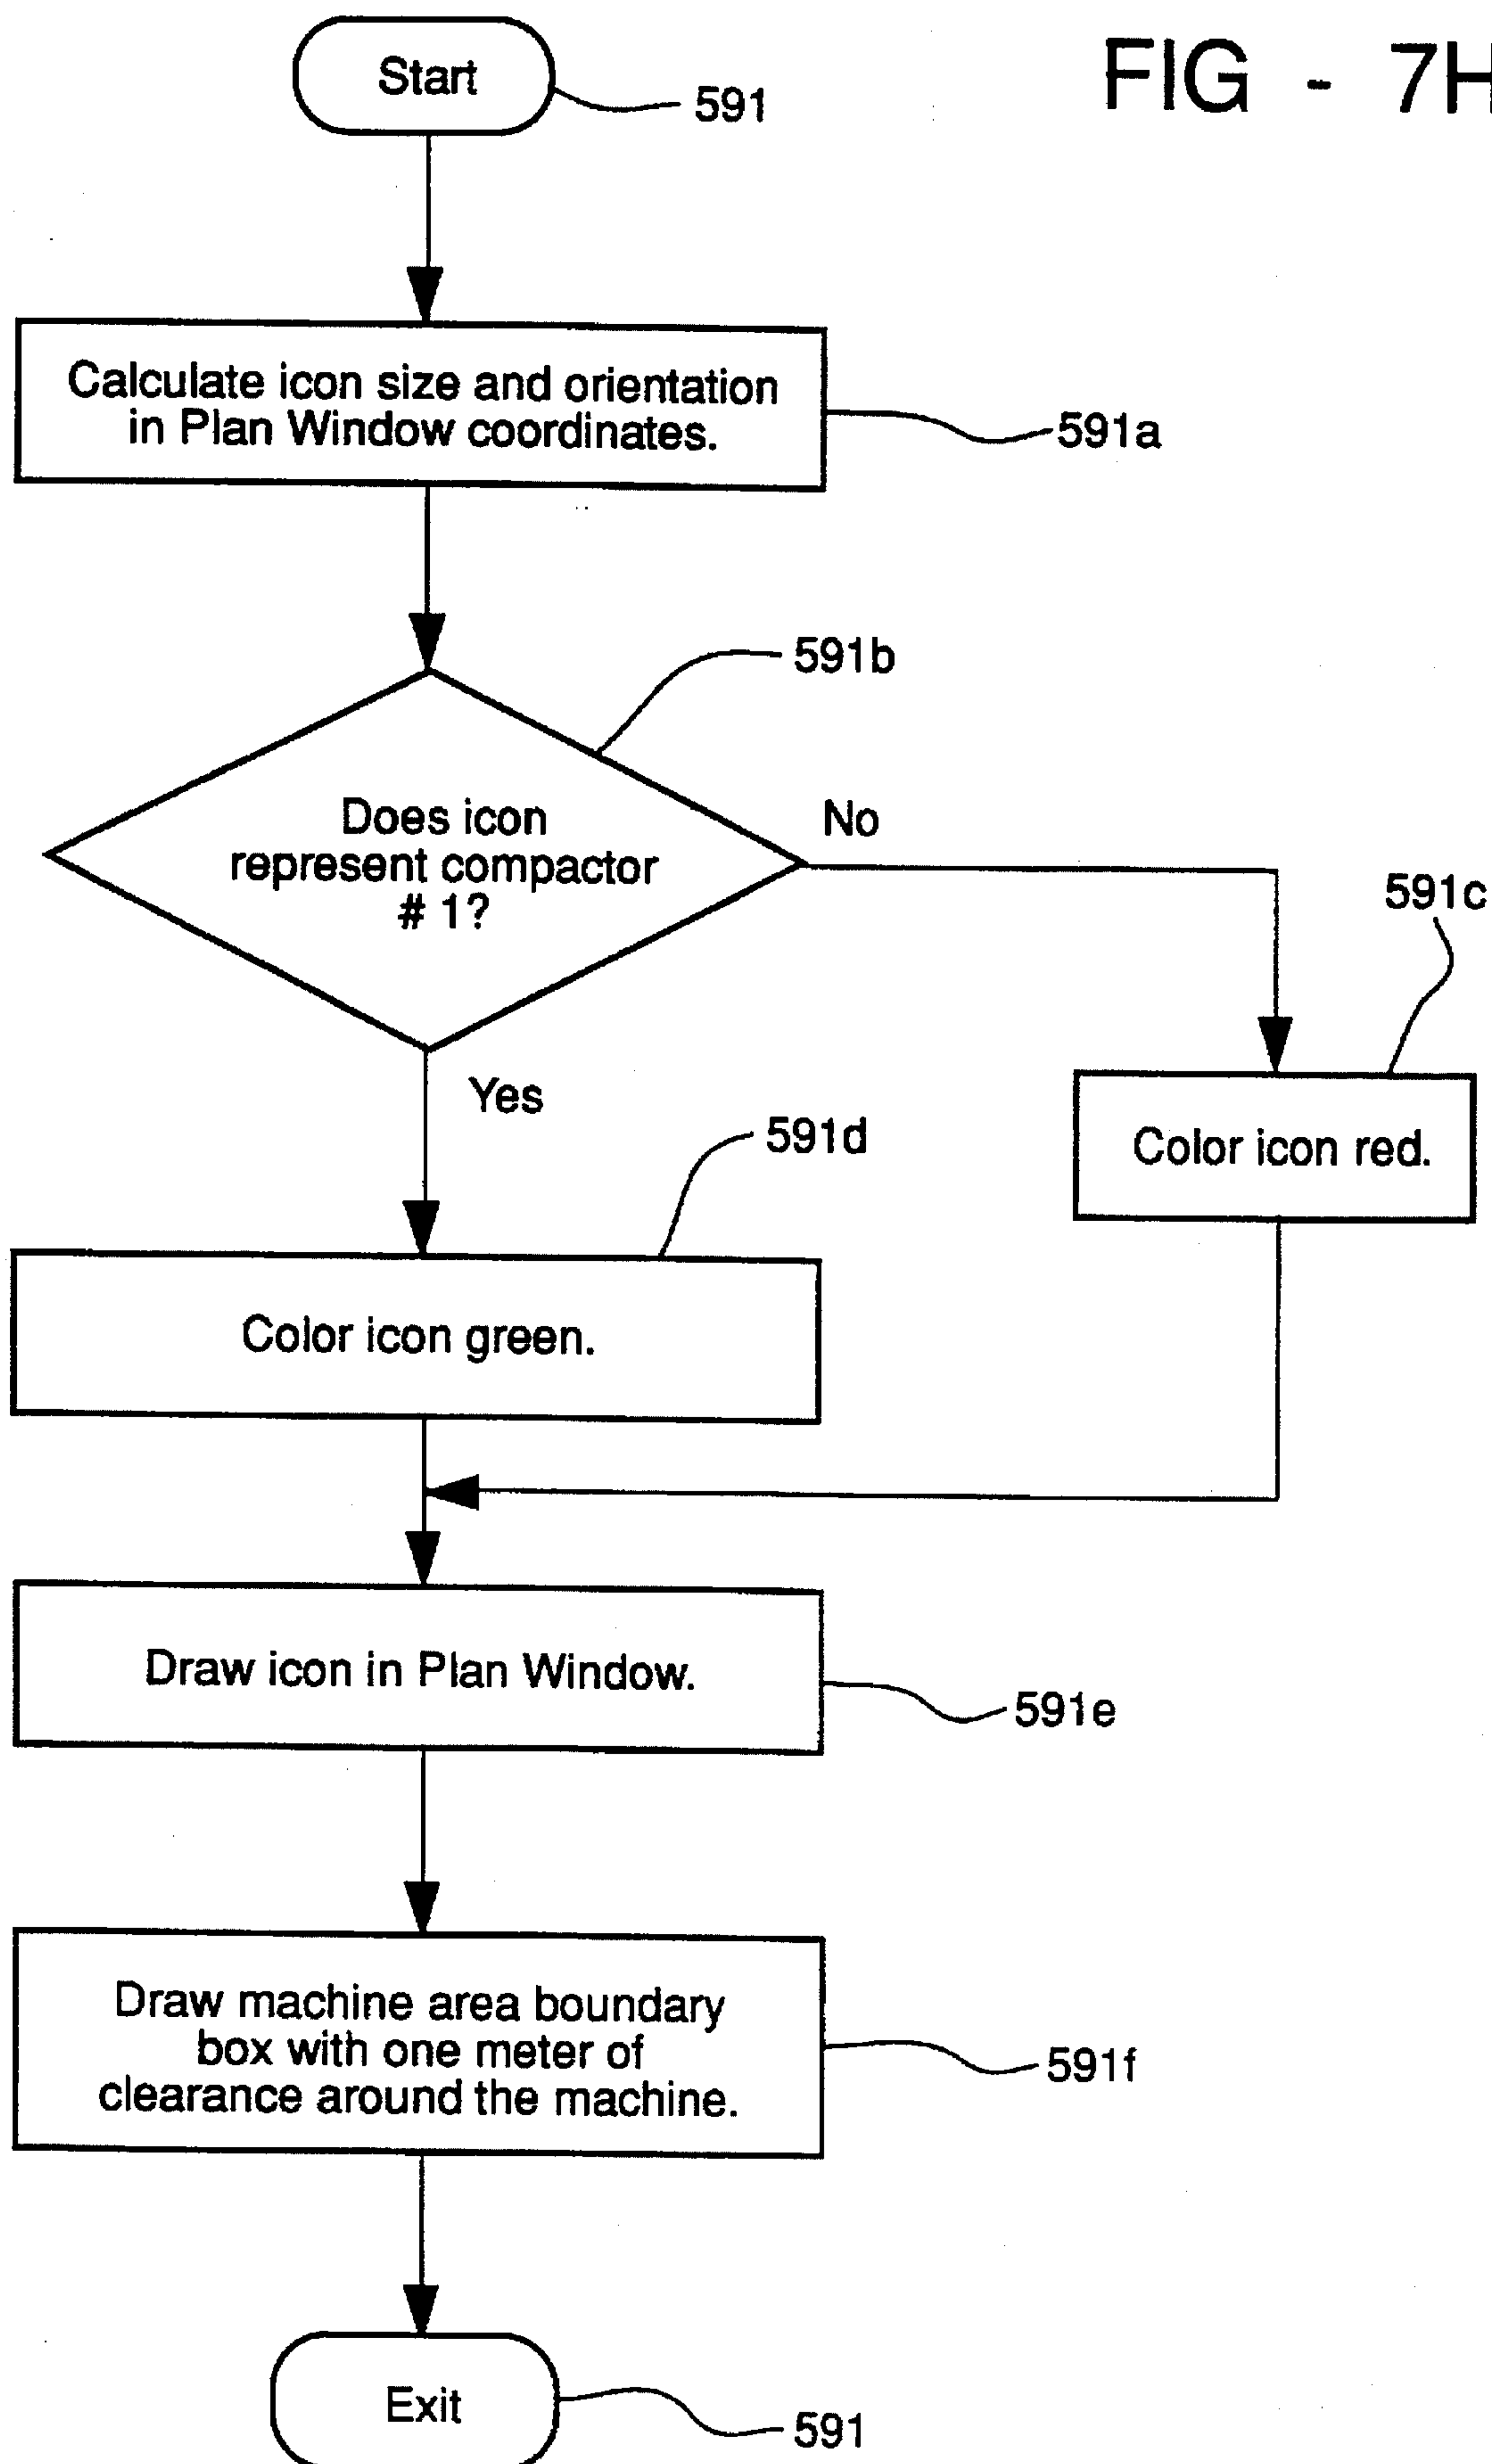 FIG - 7H
Start
591
Calculate icon size and orientation
in Plan Window coordinates.
591a
591b
Does icon
represent compactor
# 1?
No
591c
Yes
591d
Color icon red.
Color icon green.
Draw icon in Plan Window.
591e
Draw machine area boundary
box with one meter of
clearance around the machine.
591f
Exit
591